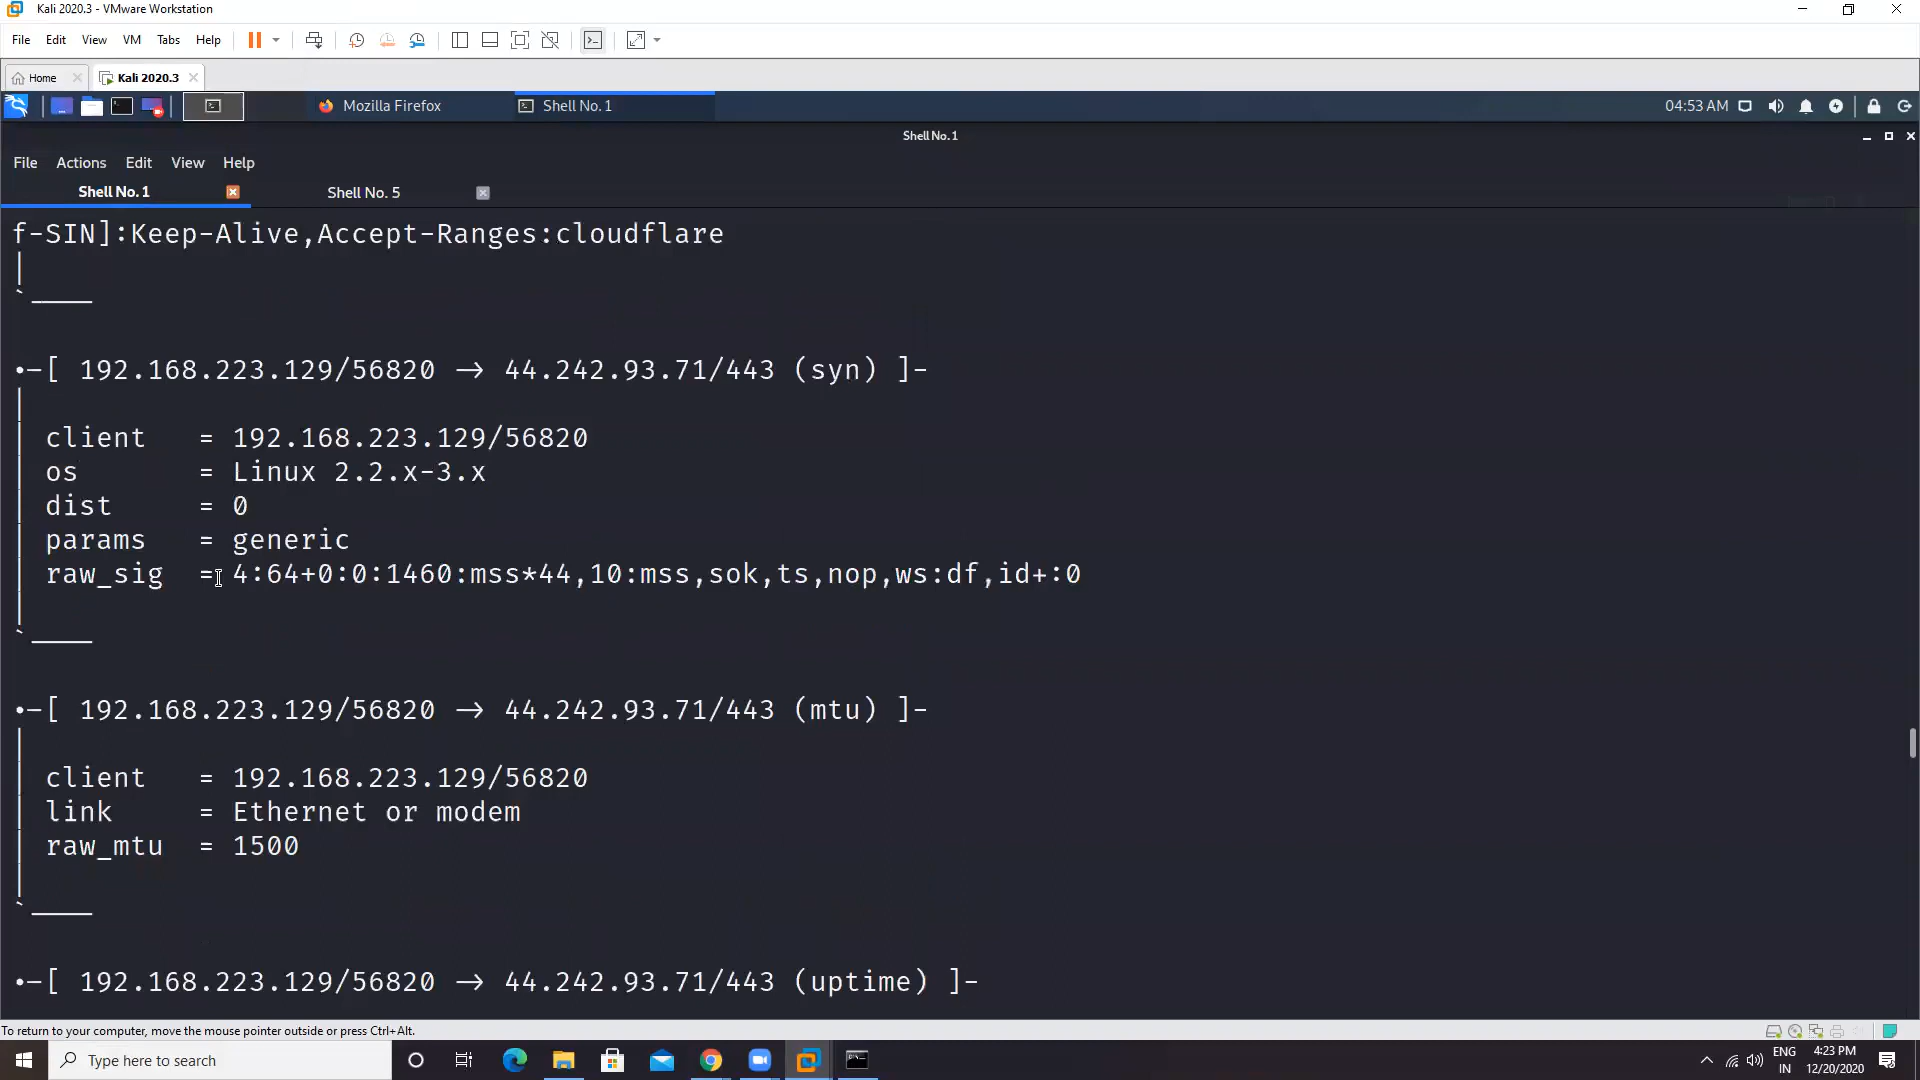 Kali 2020.3 - VMware Workstation
File Edit View VM Tabs Help
Home Kali 2020.3
Mozilla Firefox Shell No. 1 04:53 AM
Shell No. 1
File Actions Edit View Help
Shell No. 1 Shell No. 5
f-SIN]:Keep-Alive,Accept-Ranges:cloudflare
|
`____
•-[ 192.168.223.129/56820 → 44.242.93.71/443 (syn) ]-
|
| client = 192.168.223.129/56820
| os = Linux 2.2.x-3.x
| dist = 0
| params = generic
| raw_sig = 4:64+0:0:1460:mss*44,10:mss,sok,ts,nop,ws:df,id+:0
|
`____
•-[ 192.168.223.129/56820 → 44.242.93.71/443 (mtu) ]-
|
| client = 192.168.223.129/56820
| link = Ethernet or modem
| raw_mtu = 1500
|
`____
•-[ 192.168.223.129/56820 → 44.242.93.71/443 (uptime) ]-
To return to your computer, move the mouse pointer outside or press Ctrl+Alt.
Type here to search
ENG 4:23 PM
IN 12/20/2020